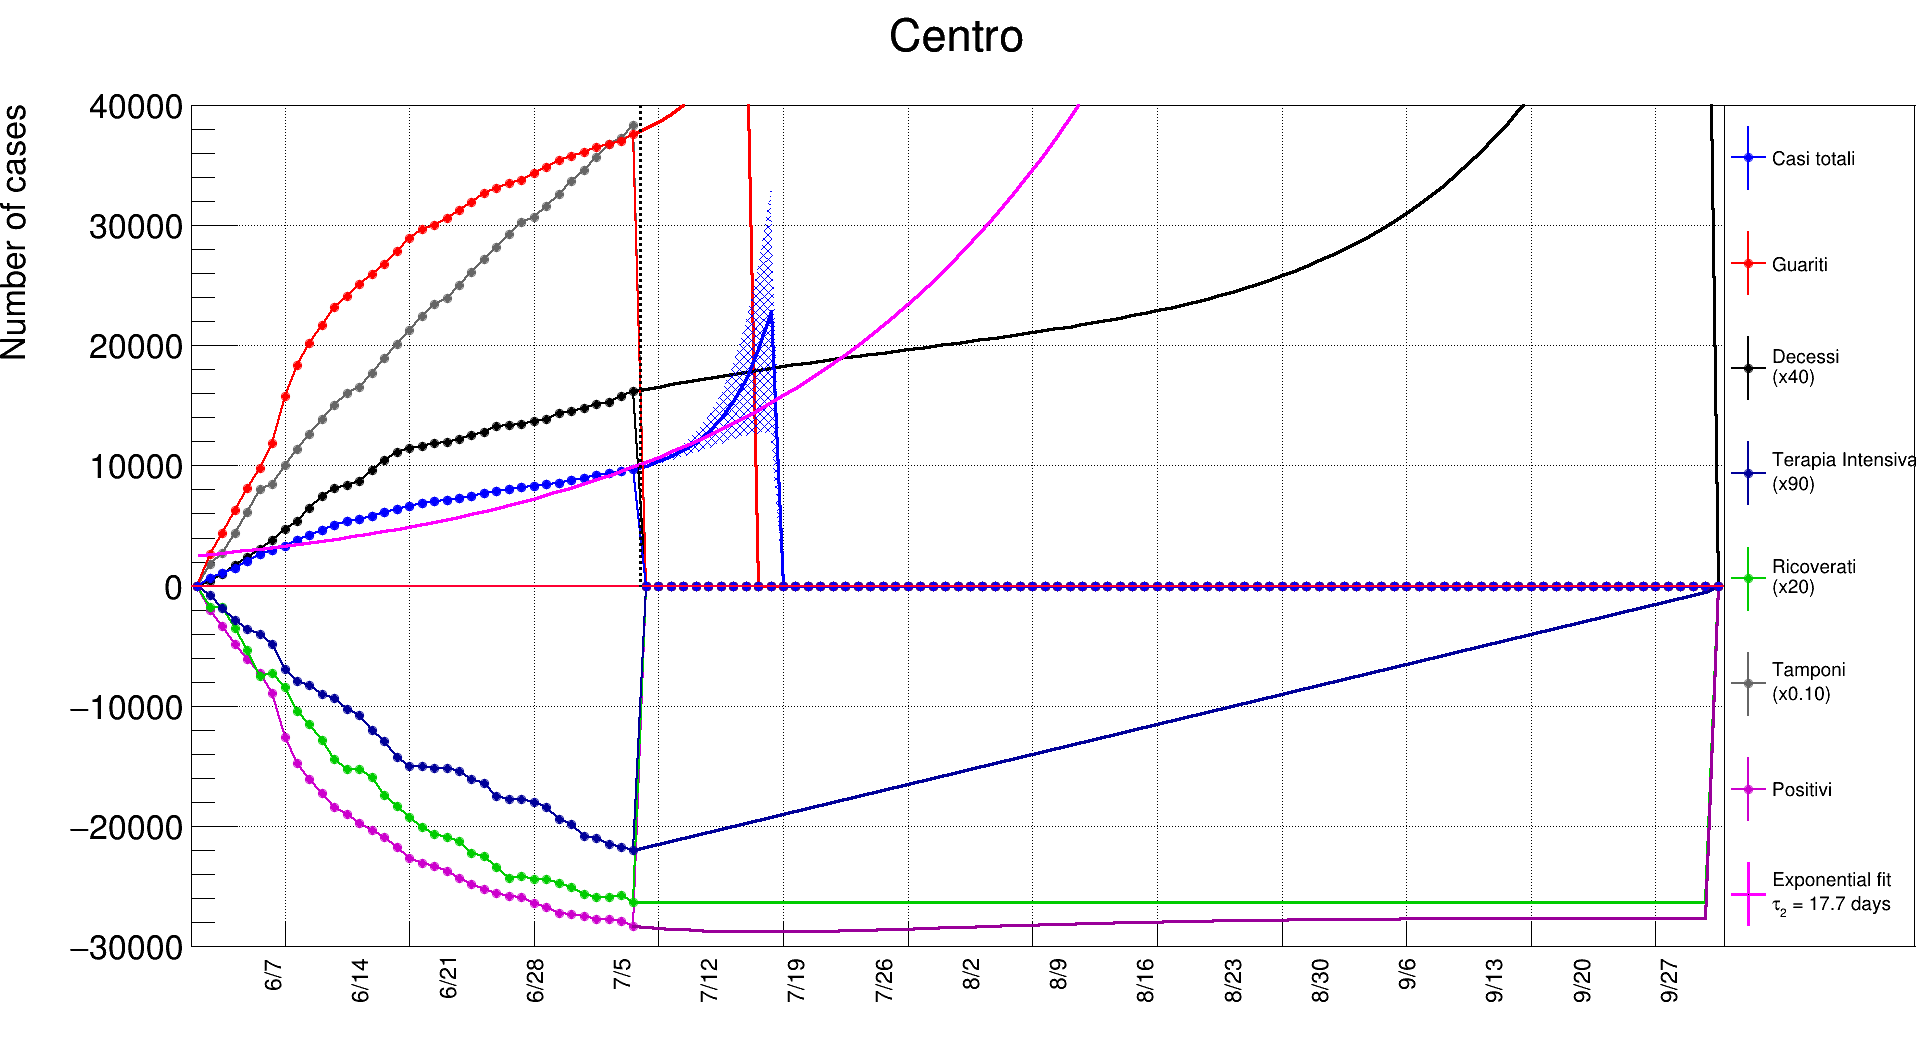 Centro
Number of cases
40000
30000
20000
10000
0
−10000
−20000
−30000
6/7
6/14
6/21
6/28
7/5
7/12
7/19
7/26
8/2
8/9
8/16
8/23
8/30
9/6
9/13
9/20
9/27
Casi totali
Guariti
Decessi
(x40)
Terapia Intensiva
(x90)
Ricoverati
(x20)
Tamponi
(x0.10)
Positivi
Exponential fit
τ2 = 17.7 days